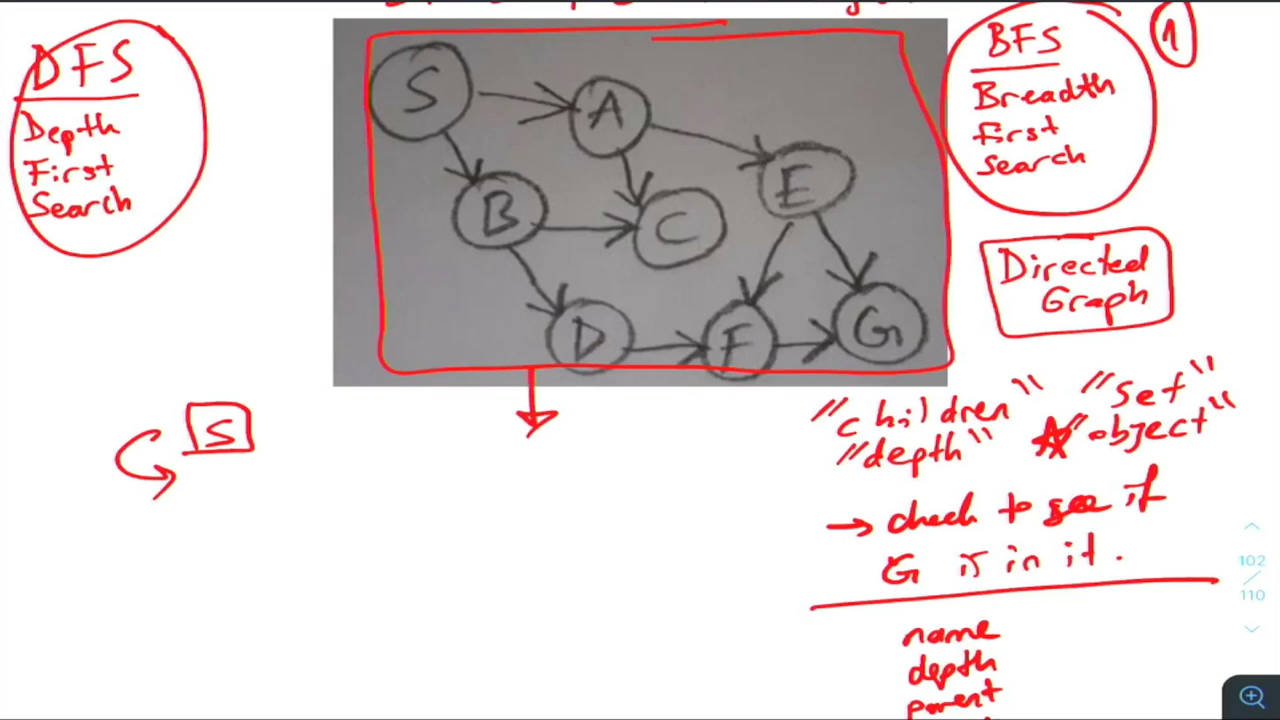 DFS
Depth
First
Search
S
A
E
B
C
D
F
G
BFS
Breadth
First
Search
1
Directed
Graph
"children" "set"
"depth" "object"
→ check to see if
G is in it.
name
depth
parent
S
102
/
110